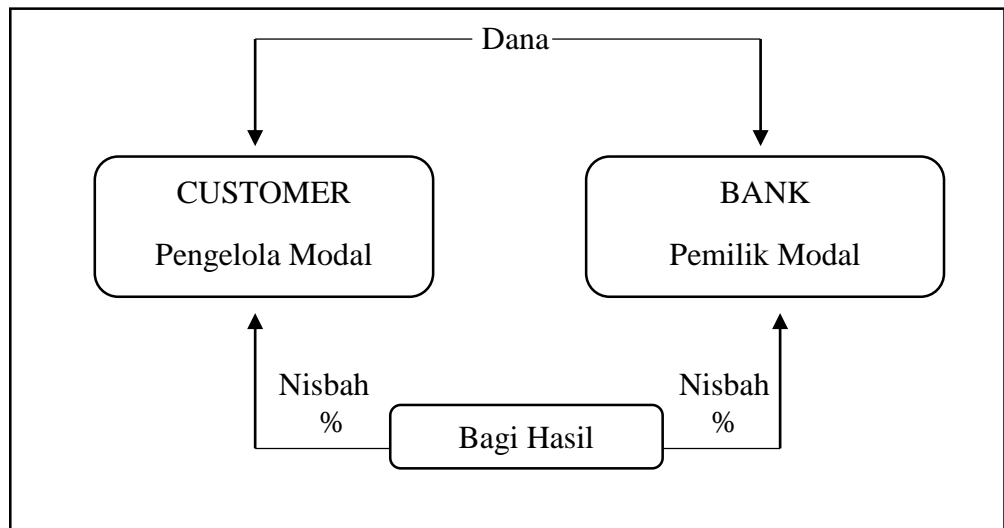 Dana
CUSTOMER
Pengelola Modal
BANK
Pemilik Modal
Nisbah
%
Nisbah
%
Bagi Hasil